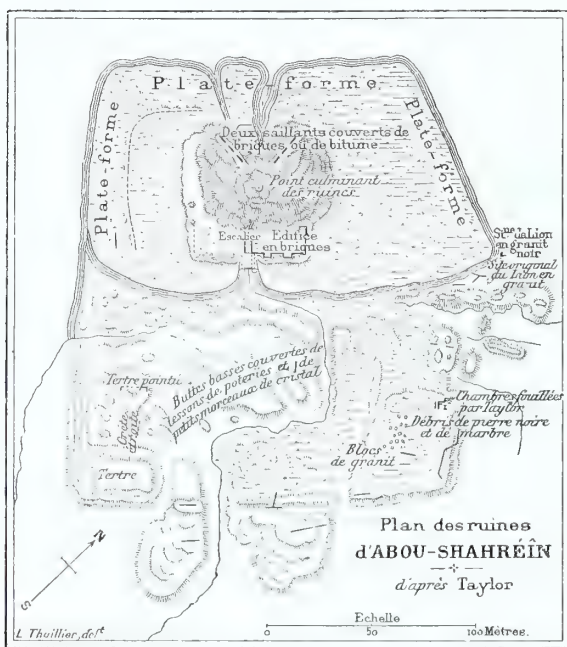 Plate-forme
Plate-forme
Plate-forme
Deux saillants couverts de
briques ou de bitume
Point culminant
des ruines
Escalier
Edifice
en briques
Stue du Lion
en granit
noir
Site original
du Lion en
granit
Buttes basses couvertes de
tessons de poteries et de
petits morceaux de cristal
Tertre pointu
Crête
étroite
Tertre
Chambres fouillées
par Taylor
Débris de pierre noire
et de marbre
Blocs
de granit
Plan des ruines
d'ABOU-SHAHRÉÏN
d'après Taylor
N
S
Echelle
0 50 100 Mètres.
L. Thuillier, delt